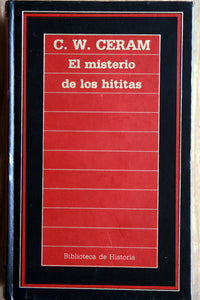 C. W. CERAM
El misterio
de los hititas
Biblioteca de Historia